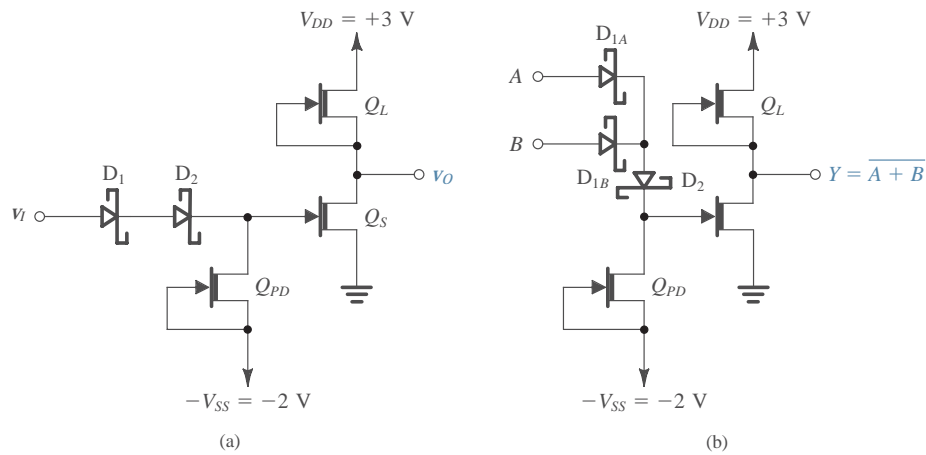 V_DD = +3 V
Q_L
D_1
D_2
v_I
v_O
Q_S
Q_PD
−V_SS = −2 V
(a)
V_DD = +3 V
D_1A
A
Q_L
B
D_1B
D_2
Y = \overline{A + B}
Q_PD
−V_SS = −2 V
(b)